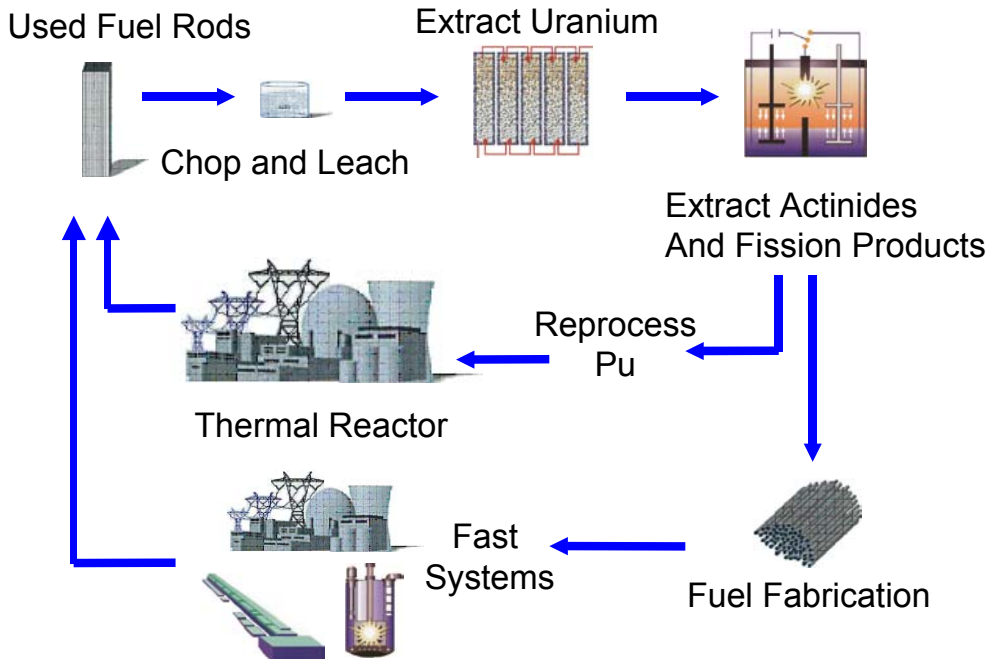 Used Fuel Rods
Extract Uranium
Chop and Leach
Extract Actinides
And Fission Products
Reprocess
Pu
Thermal Reactor
Fast
Systems
Fuel Fabrication